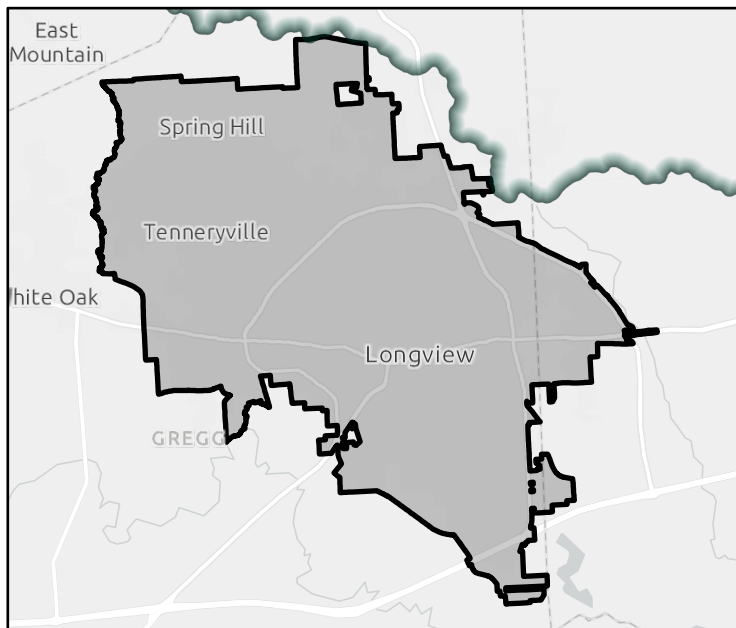 East
Mountain
Spring Hill
Tenneryville
hite Oak
Longview
GREGG